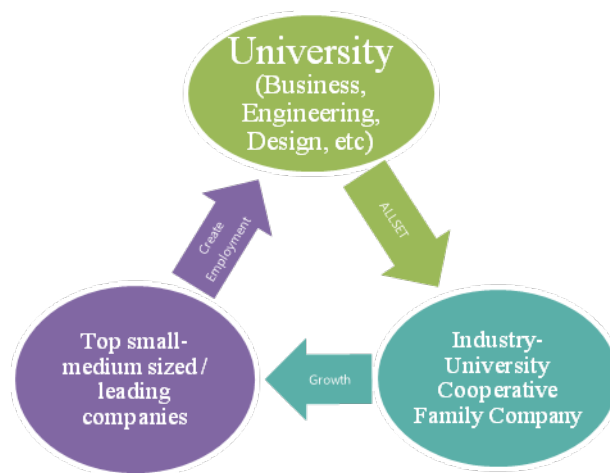 University
(Business,
Engineering,
Design, etc)
ALLSET
Create
Employment
Top small-
medium sized /
leading
companies
Growth
Industry-
University
Cooperative
Family Company